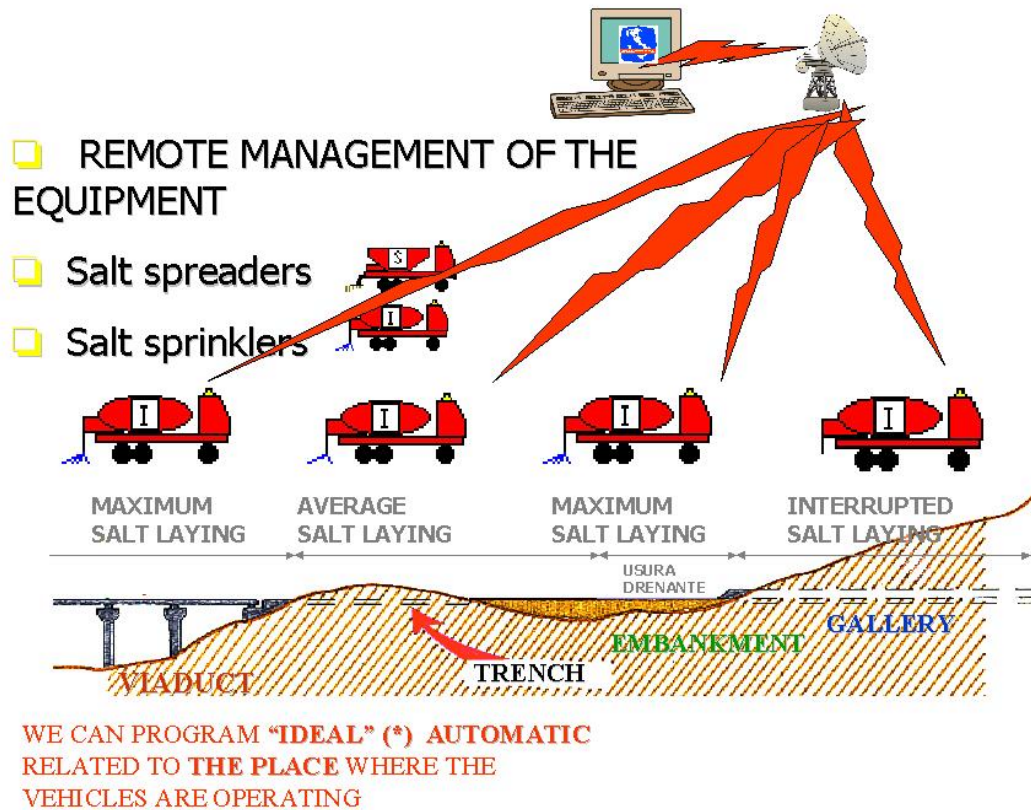 ❑ REMOTE MANAGEMENT OF THE
EQUIPMENT
❑ Salt spreaders
S
❑ Salt sprinklers
I
I
I
I
I
MAXIMUM
SALT LAYING
AVERAGE
SALT LAYING
MAXIMUM
SALT LAYING
INTERRUPTED
SALT LAYING
USURA
DRENANTE
VIADUCT
TRENCH
EMBANKMENT
GALLERY
WE CAN PROGRAM “IDEAL” (*) AUTOMATIC
RELATED TO THE PLACE WHERE THE
VEHICLES ARE OPERATING